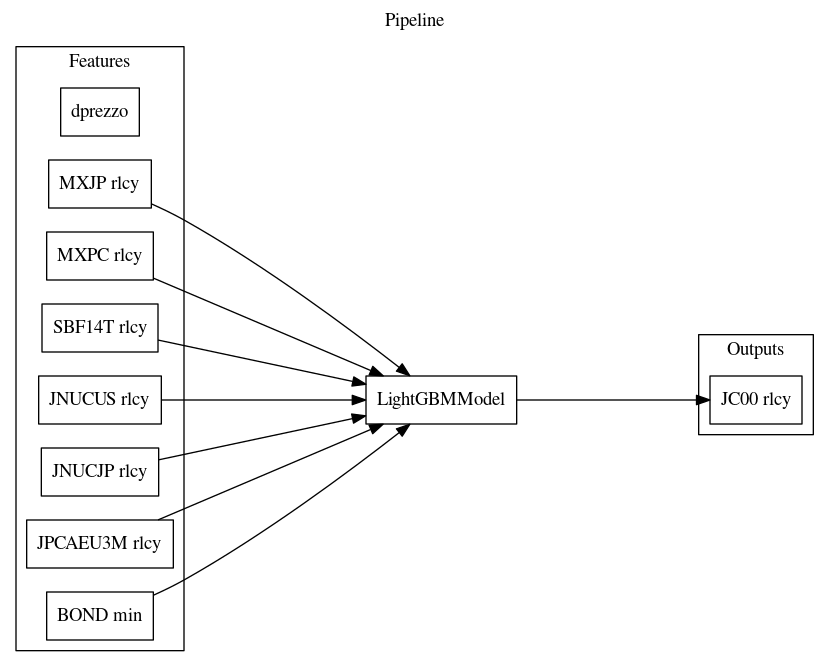 Pipeline
Features
dprezzo
MXJP rlcy
MXPC rlcy
SBF14T rlcy
JNUCUS rlcy
JNUCJP rlcy
JPCAEU3M rlcy
BOND min
LightGBMModel
Outputs
JC00 rlcy